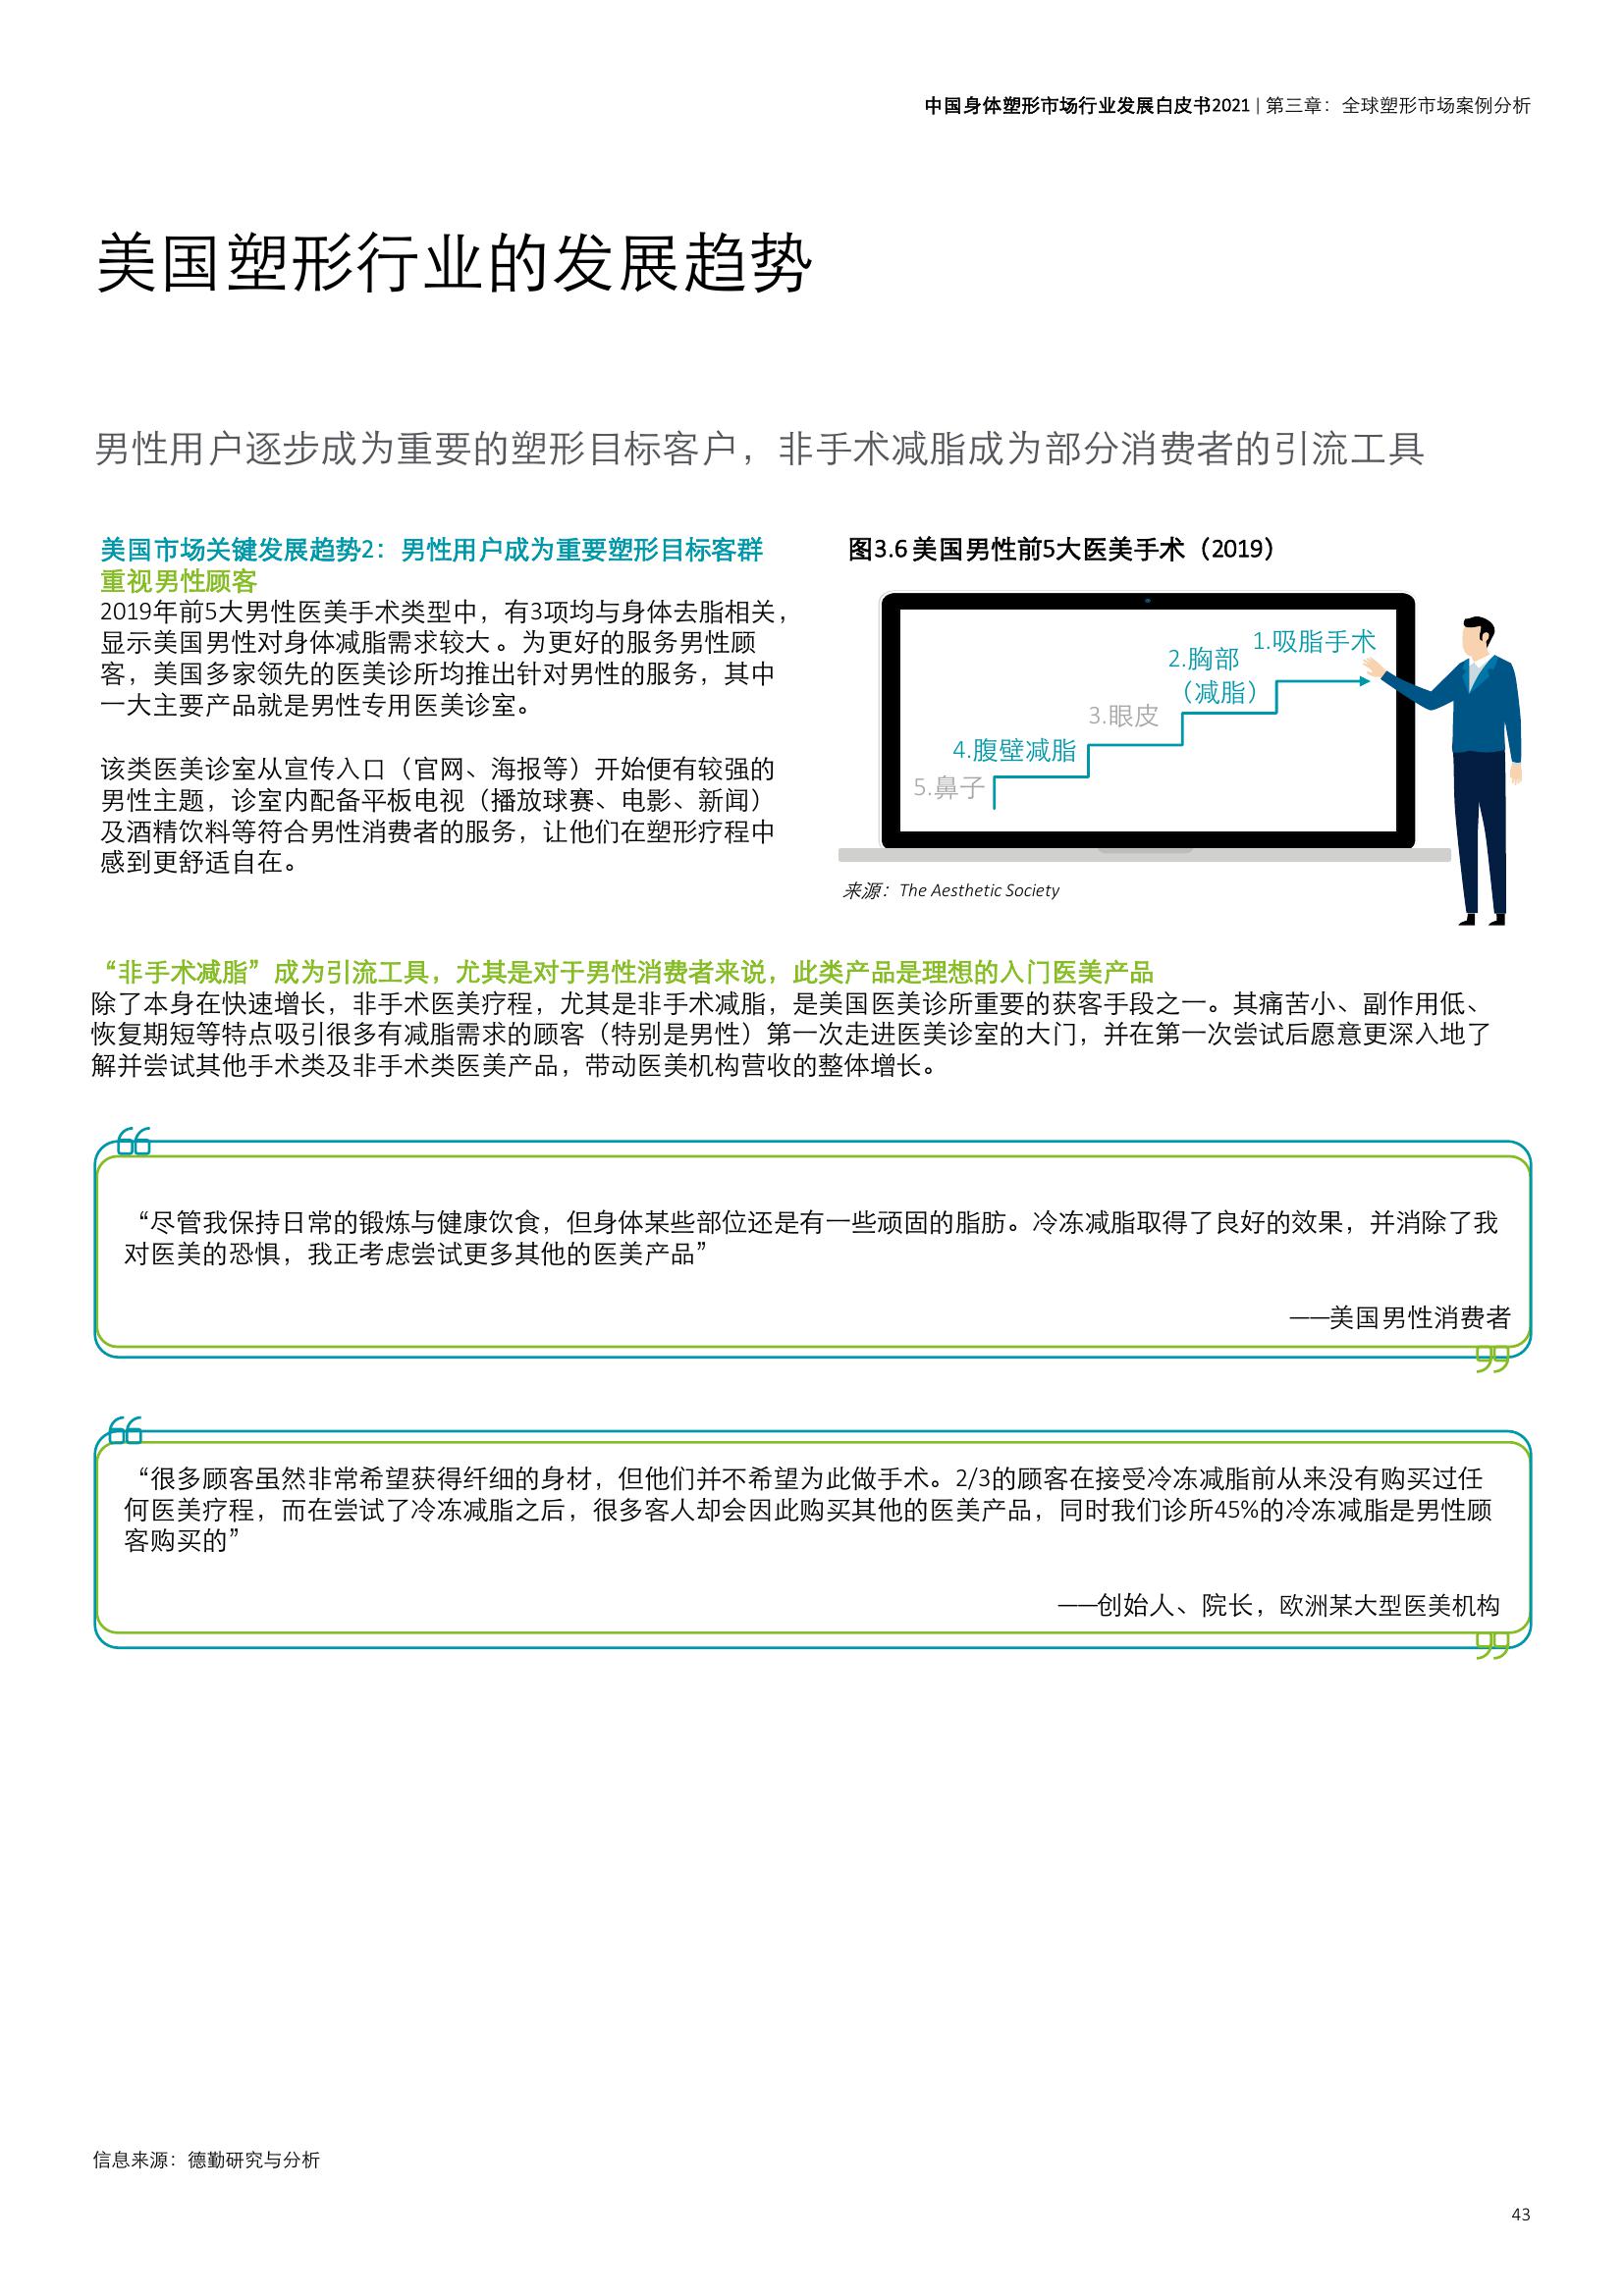 中国身体塑形市场行业发展白皮书2021 | 第三章：全球塑形市场案例分析
美国塑形行业的发展趋势
男性用户逐步成为重要的塑形目标客户，非手术减脂成为部分消费者的引流工具
美国市场关键发展趋势2：男性用户成为重要塑形目标客群
重视男性顾客
2019年前5大男性医美手术类型中，有3项均与身体去脂相关，
显示美国男性对身体减脂需求较大。为更好的服务男性顾
客，美国多家领先的医美诊所均推出针对男性的服务，其中
一大主要产品就是男性专用医美诊室。
该类医美诊室从宣传入口（官网、海报等）开始便有较强的
男性主题，诊室内配备平板电视（播放球赛、电影、新闻）
及酒精饮料等符合男性消费者的服务，让他们在塑形疗程中
感到更舒适自在。
图3.6 美国男性前5大医美手术（2019）
1.吸脂手术
2.胸部
（减脂）
3.眼皮
4.腹壁减脂
5.鼻子
来源：The Aesthetic Society
“非手术减脂”成为引流工具，尤其是对于男性消费者来说，此类产品是理想的入门医美产品
除了本身在快速增长，非手术医美疗程，尤其是非手术减脂，是美国医美诊所重要的获客手段之一。其痛苦小、副作用低、
恢复期短等特点吸引很多有减脂需求的顾客（特别是男性）第一次走进医美诊室的大门，并在第一次尝试后愿意更深入地了
解并尝试其他手术类及非手术类医美产品，带动医美机构营收的整体增长。
“尽管我保持日常的锻炼与健康饮食，但身体某些部位还是有一些顽固的脂肪。冷冻减脂取得了良好的效果，并消除了我
对医美的恐惧，我正考虑尝试更多其他的医美产品”
——美国男性消费者
“很多顾客虽然非常希望获得纤细的身材，但他们并不希望为此做手术。2/3的顾客在接受冷冻减脂前从来没有购买过任
何医美疗程，而在尝试了冷冻减脂之后，很多客人却会因此购买其他的医美产品，同时我们诊所45%的冷冻减脂是男性顾
客购买的”
——创始人、院长，欧洲某大型医美机构
信息来源：德勤研究与分析
43